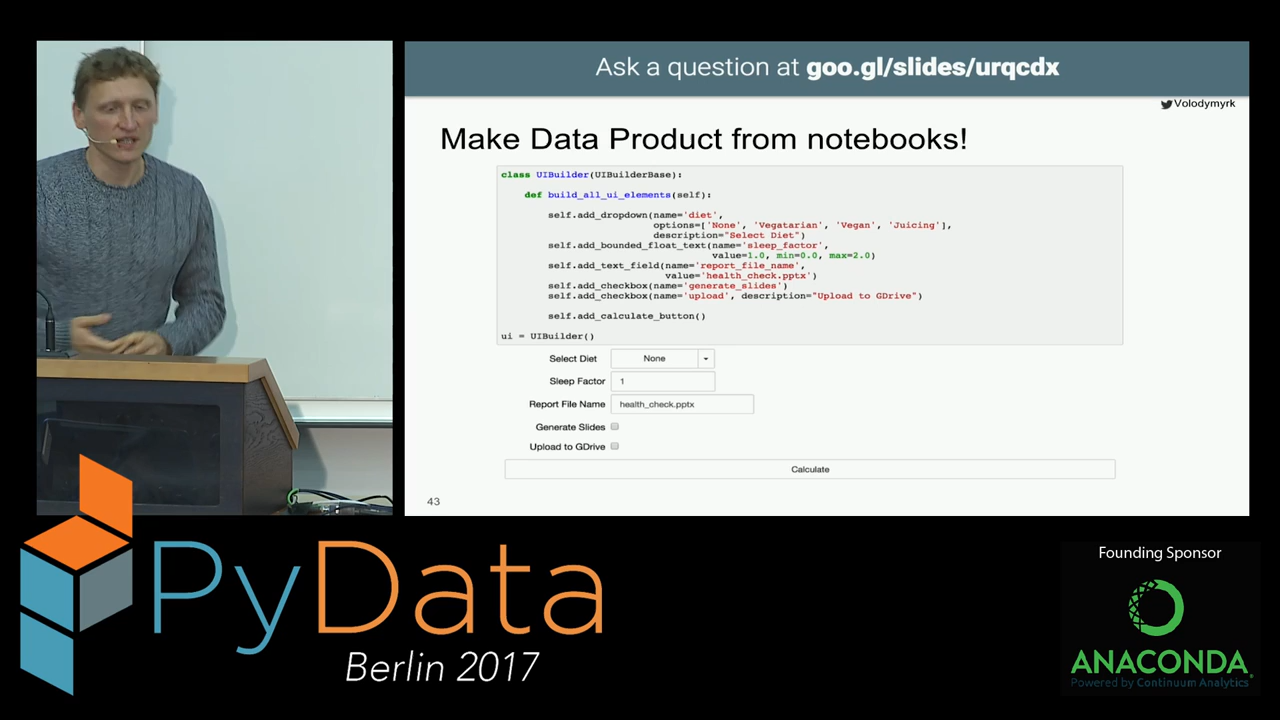 Ask a question at goo.gl/slides/urqcdx
Volodymyrk
Make Data Product from notebooks!
class UIBuilder(UIBuilderBase):
def build_all_ui_elements(self):
self.add_dropdown(name='diet',
options=['None', 'Vegatarian', 'Vegan', 'Juicing'],
description="Select Diet")
self.add_bounded_float_text(name='sleep_factor',
value=1.0, min=0.0, max=2.0)
self.add_text_field(name='report_file_name',
value='health_check.pptx')
self.add_checkbox(name='generate_slides')
self.add_checkbox(name='upload', description="Upload to GDrive")
self.add_calculate_button()
ui = UIBuilder()
Select Diet None
Sleep Factor 1
Report File Name health_check.pptx
Generate Slides
Upload to GDrive
Calculate
43
PyData
Berlin 2017
Founding Sponsor
ANACONDA
Powered by Continuum Analytics